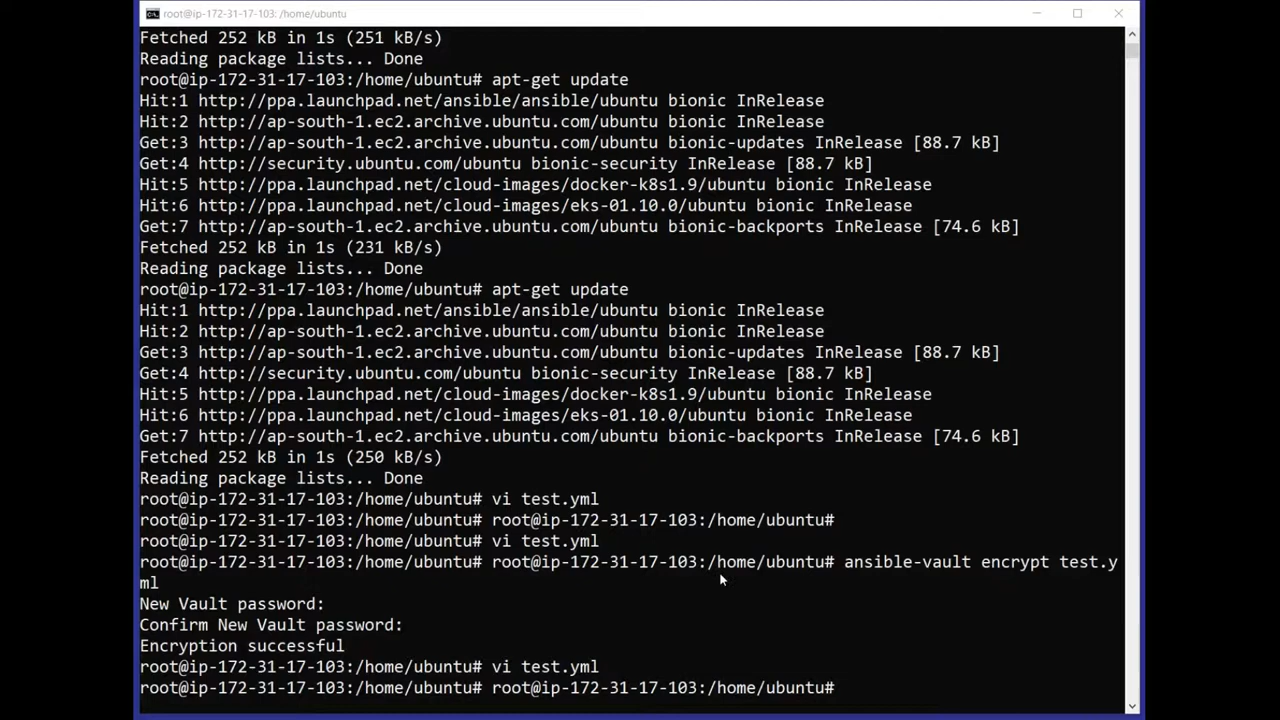 root@ip-172-31-17-103: /home/ubuntu
Fetched 252 kB in 1s (251 kB/s)
Reading package lists... Done
root@ip-172-31-17-103:/home/ubuntu# apt-get update
Hit:1 http://ppa.launchpad.net/ansible/ansible/ubuntu bionic InRelease
Hit:2 http://ap-south-1.ec2.archive.ubuntu.com/ubuntu bionic InRelease
Get:3 http://ap-south-1.ec2.archive.ubuntu.com/ubuntu bionic-updates InRelease [88.7 kB]
Get:4 http://security.ubuntu.com/ubuntu bionic-security InRelease [88.7 kB]
Hit:5 http://ppa.launchpad.net/cloud-images/docker-k8s1.9/ubuntu bionic InRelease
Hit:6 http://ppa.launchpad.net/cloud-images/eks-01.10.0/ubuntu bionic InRelease
Get:7 http://ap-south-1.ec2.archive.ubuntu.com/ubuntu bionic-backports InRelease [74.6 kB]
Fetched 252 kB in 1s (231 kB/s)
Reading package lists... Done
root@ip-172-31-17-103:/home/ubuntu# apt-get update
Hit:1 http://ppa.launchpad.net/ansible/ansible/ubuntu bionic InRelease
Hit:2 http://ap-south-1.ec2.archive.ubuntu.com/ubuntu bionic InRelease
Get:3 http://ap-south-1.ec2.archive.ubuntu.com/ubuntu bionic-updates InRelease [88.7 kB]
Get:4 http://security.ubuntu.com/ubuntu bionic-security InRelease [88.7 kB]
Hit:5 http://ppa.launchpad.net/cloud-images/docker-k8s1.9/ubuntu bionic InRelease
Hit:6 http://ppa.launchpad.net/cloud-images/eks-01.10.0/ubuntu bionic InRelease
Get:7 http://ap-south-1.ec2.archive.ubuntu.com/ubuntu bionic-backports InRelease [74.6 kB]
Fetched 252 kB in 1s (250 kB/s)
Reading package lists... Done
root@ip-172-31-17-103:/home/ubuntu# vi test.yml
root@ip-172-31-17-103:/home/ubuntu# root@ip-172-31-17-103:/home/ubuntu#
root@ip-172-31-17-103:/home/ubuntu# vi test.yml
root@ip-172-31-17-103:/home/ubuntu# root@ip-172-31-17-103:/home/ubuntu# ansible-vault encrypt test.y
ml
New Vault password:
Confirm New Vault password:
Encryption successful
root@ip-172-31-17-103:/home/ubuntu# vi test.yml
root@ip-172-31-17-103:/home/ubuntu# root@ip-172-31-17-103:/home/ubuntu#